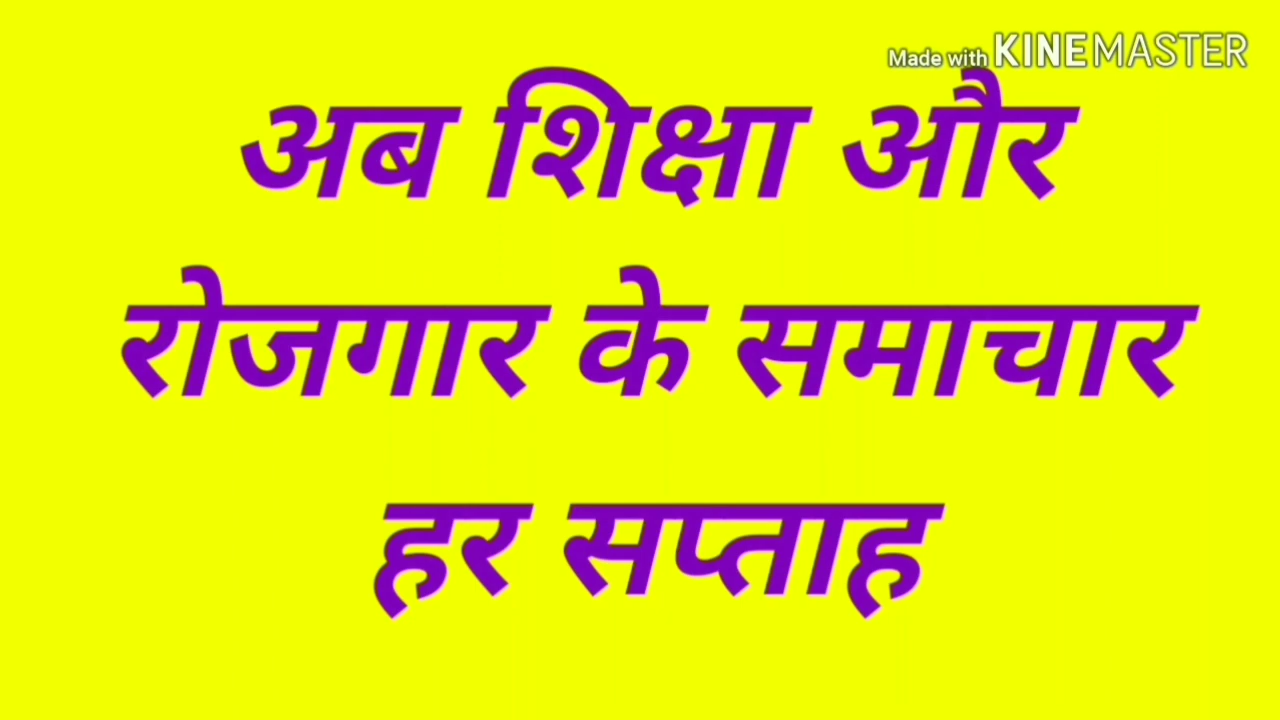 Made with KINEMASTER
अब शिक्षा और
रोजगार के समाचार
हर सप्ताह